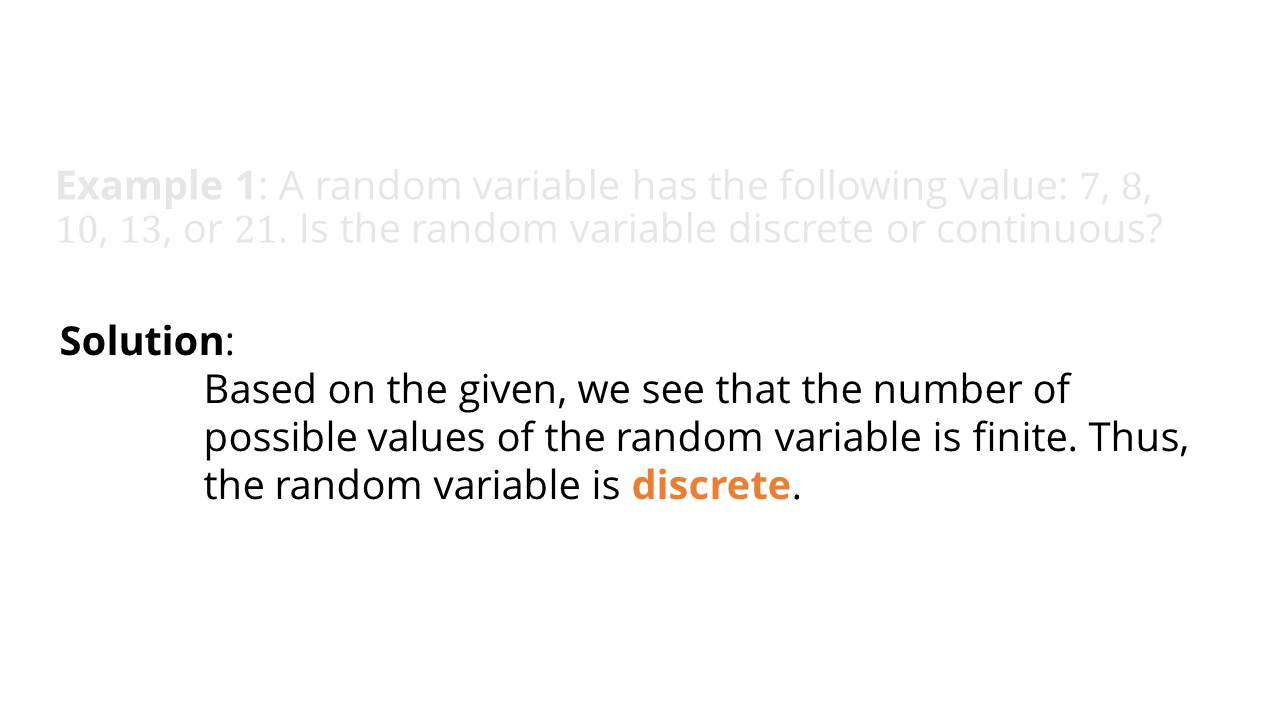 Example 1: A random variable has the following value: 7, 8,
10, 13, or 21. Is the random variable discrete or continuous?
Solution:
Based on the given, we see that the number of
possible values of the random variable is finite. Thus,
the random variable is discrete.